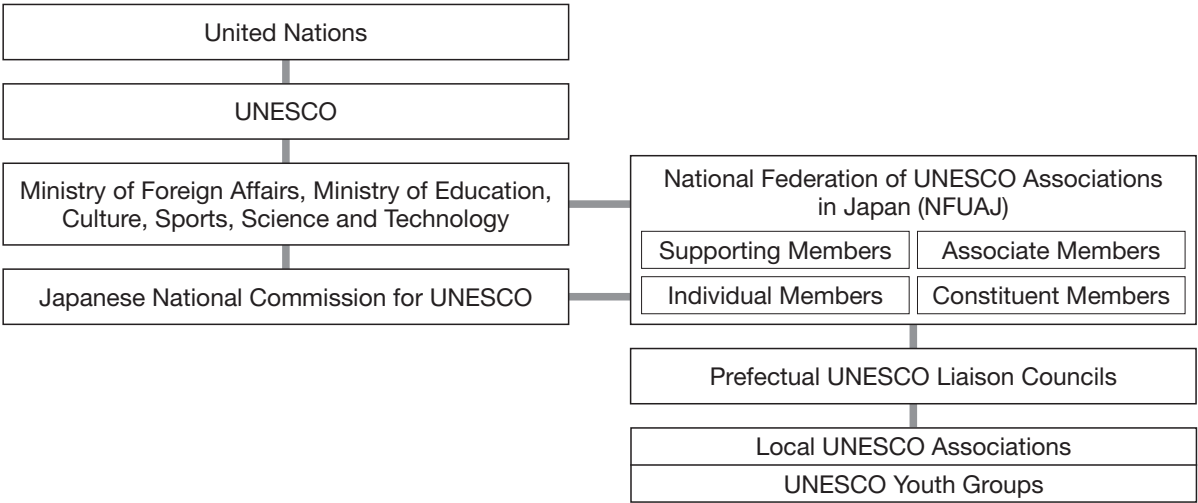 United Nations
UNESCO
Ministry of Foreign Affairs, Ministry of Education,
Culture, Sports, Science and Technology
Japanese National Commission for UNESCO
National Federation of UNESCO Associations
in Japan (NFUAJ)
Supporting Members
Associate Members
Individual Members
Constituent Members
Prefectual UNESCO Liaison Councils
Local UNESCO Associations
UNESCO Youth Groups